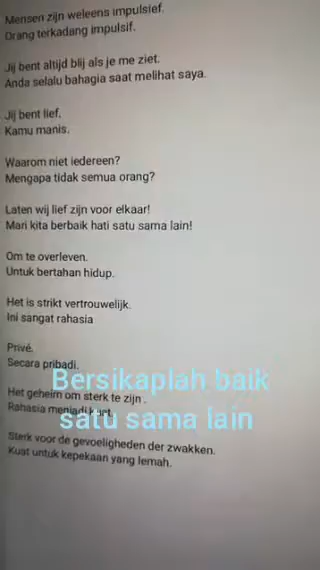 Mensen zijn weleens impulsief.
Orang terkadang impulsif.
Jij bent altijd blij als je me ziet.
Anda selalu bahagia saat melihat saya.
Jij bent lief.
Kamu manis.
Waarom niet iedereen?
Mengapa tidak semua orang?
Laten wij lief zijn voor elkaar!
Mari kita berbaik hati satu sama lain!
Om te overleven.
Untuk bertahan hidup.
Het is strikt vertrouwelijk.
Ini sangat rahasia
Privé.
Secara pribadi.
Bersikaplah baik
Het geheim om sterk te zijn .
Rahasia menjadi kuat.
satu sama lain
Sterk voor de gevoeligheden der zwakken.
Kuat untuk kepekaan yang lemah.